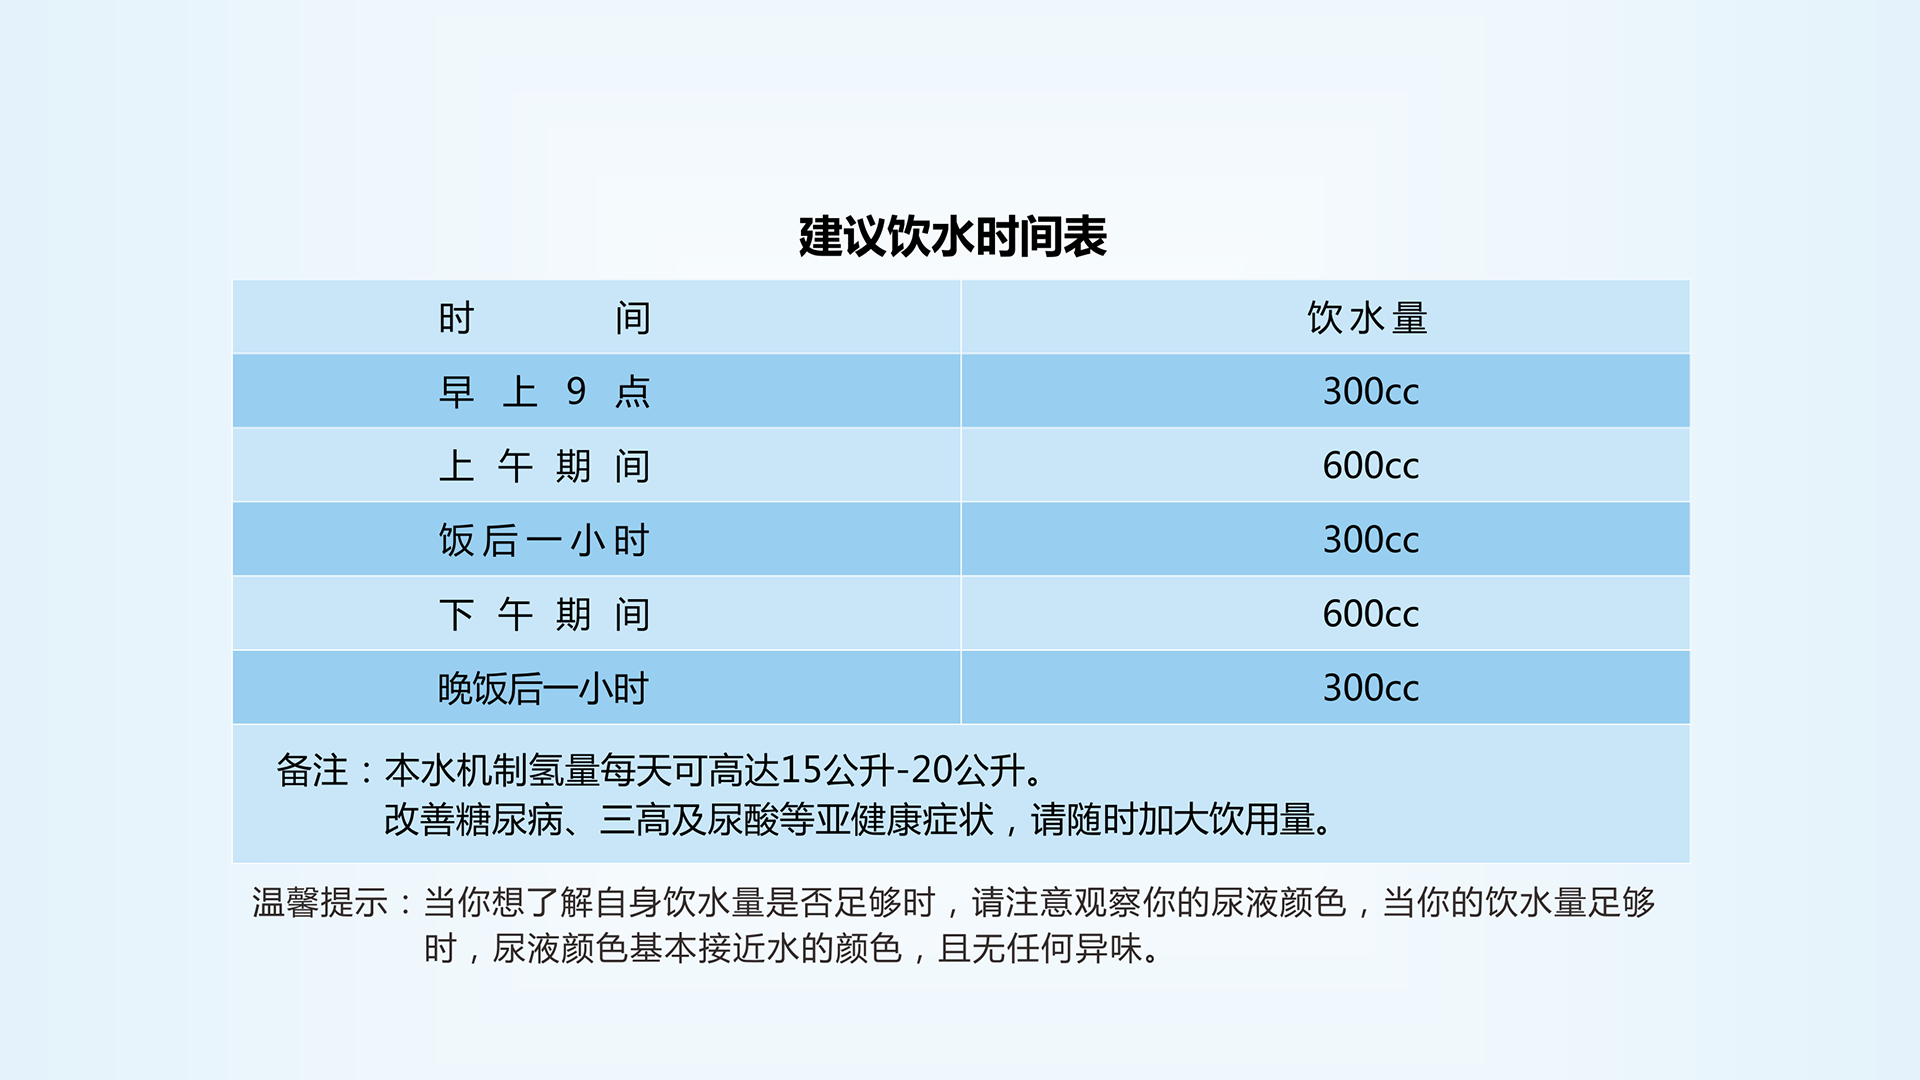 建议饮水时间表
时间 饮水量
早上9点 300cc
上午期间 600cc
饭后一小时 300cc
下午期间 600cc
晚饭后一小时 300cc
备注：本水机制氢量每天可高达15公升-20公升。
改善糖尿病、三高及尿酸等亚健康症状，请随时加大饮用量。
温馨提示：当你想了解自身饮水量是否足够时，请注意观察你的尿液颜色，当你的饮水量足够
时，尿液颜色基本接近水的颜色，且无任何异味。